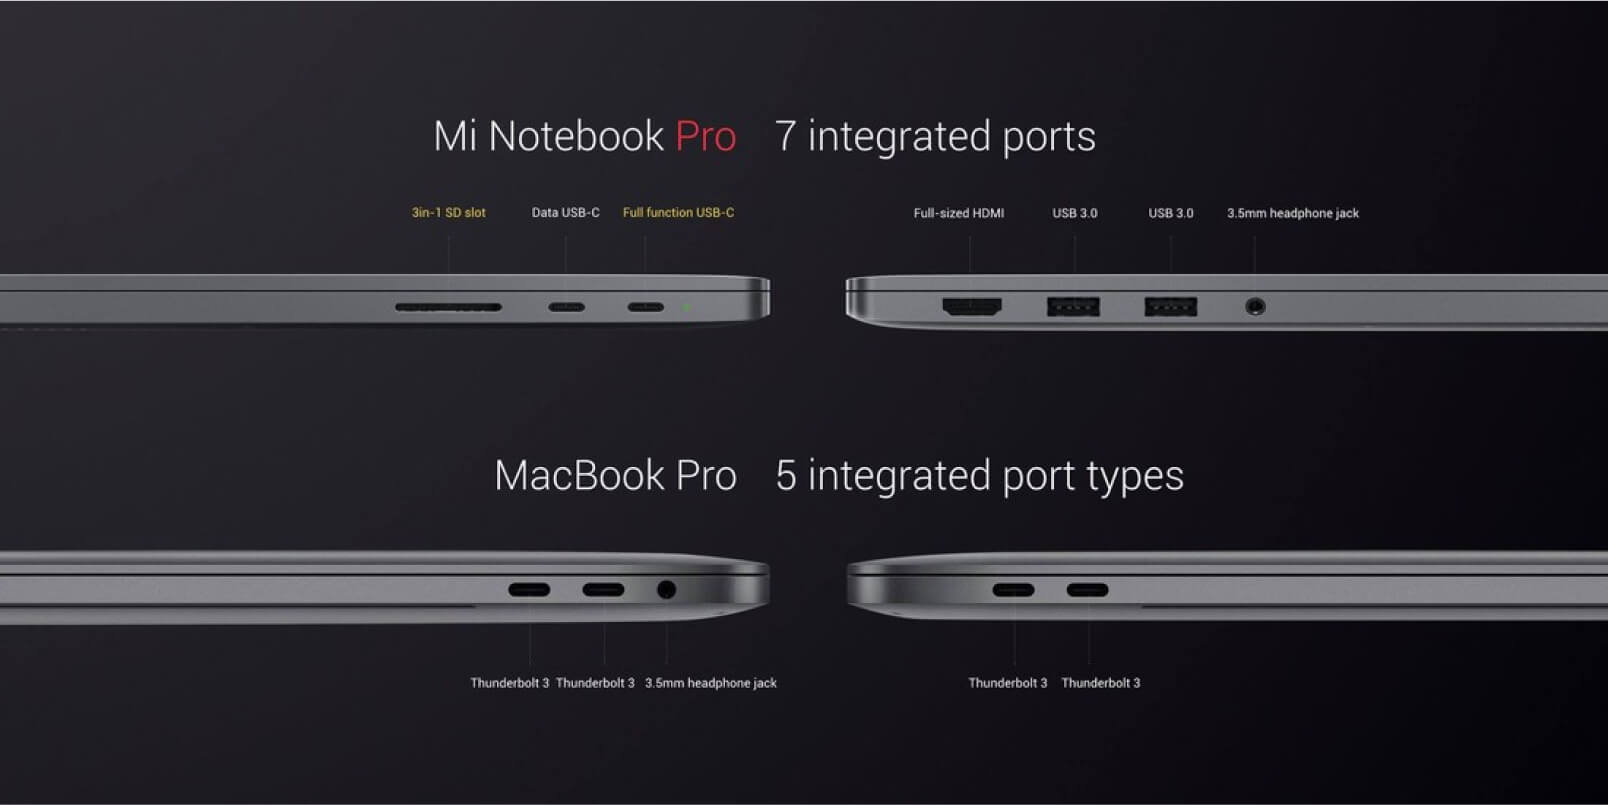 Mi Notebook Pro 7 integrated ports
3in-1 SD slot Data USB-C Full function USB-C Full-sized HDMI USB 3.0 USB 3.0 3.5mm headphone jack
MacBook Pro 5 integrated port types
Thunderbolt 3 Thunderbolt 3 3.5mm headphone jack Thunderbolt 3 Thunderbolt 3